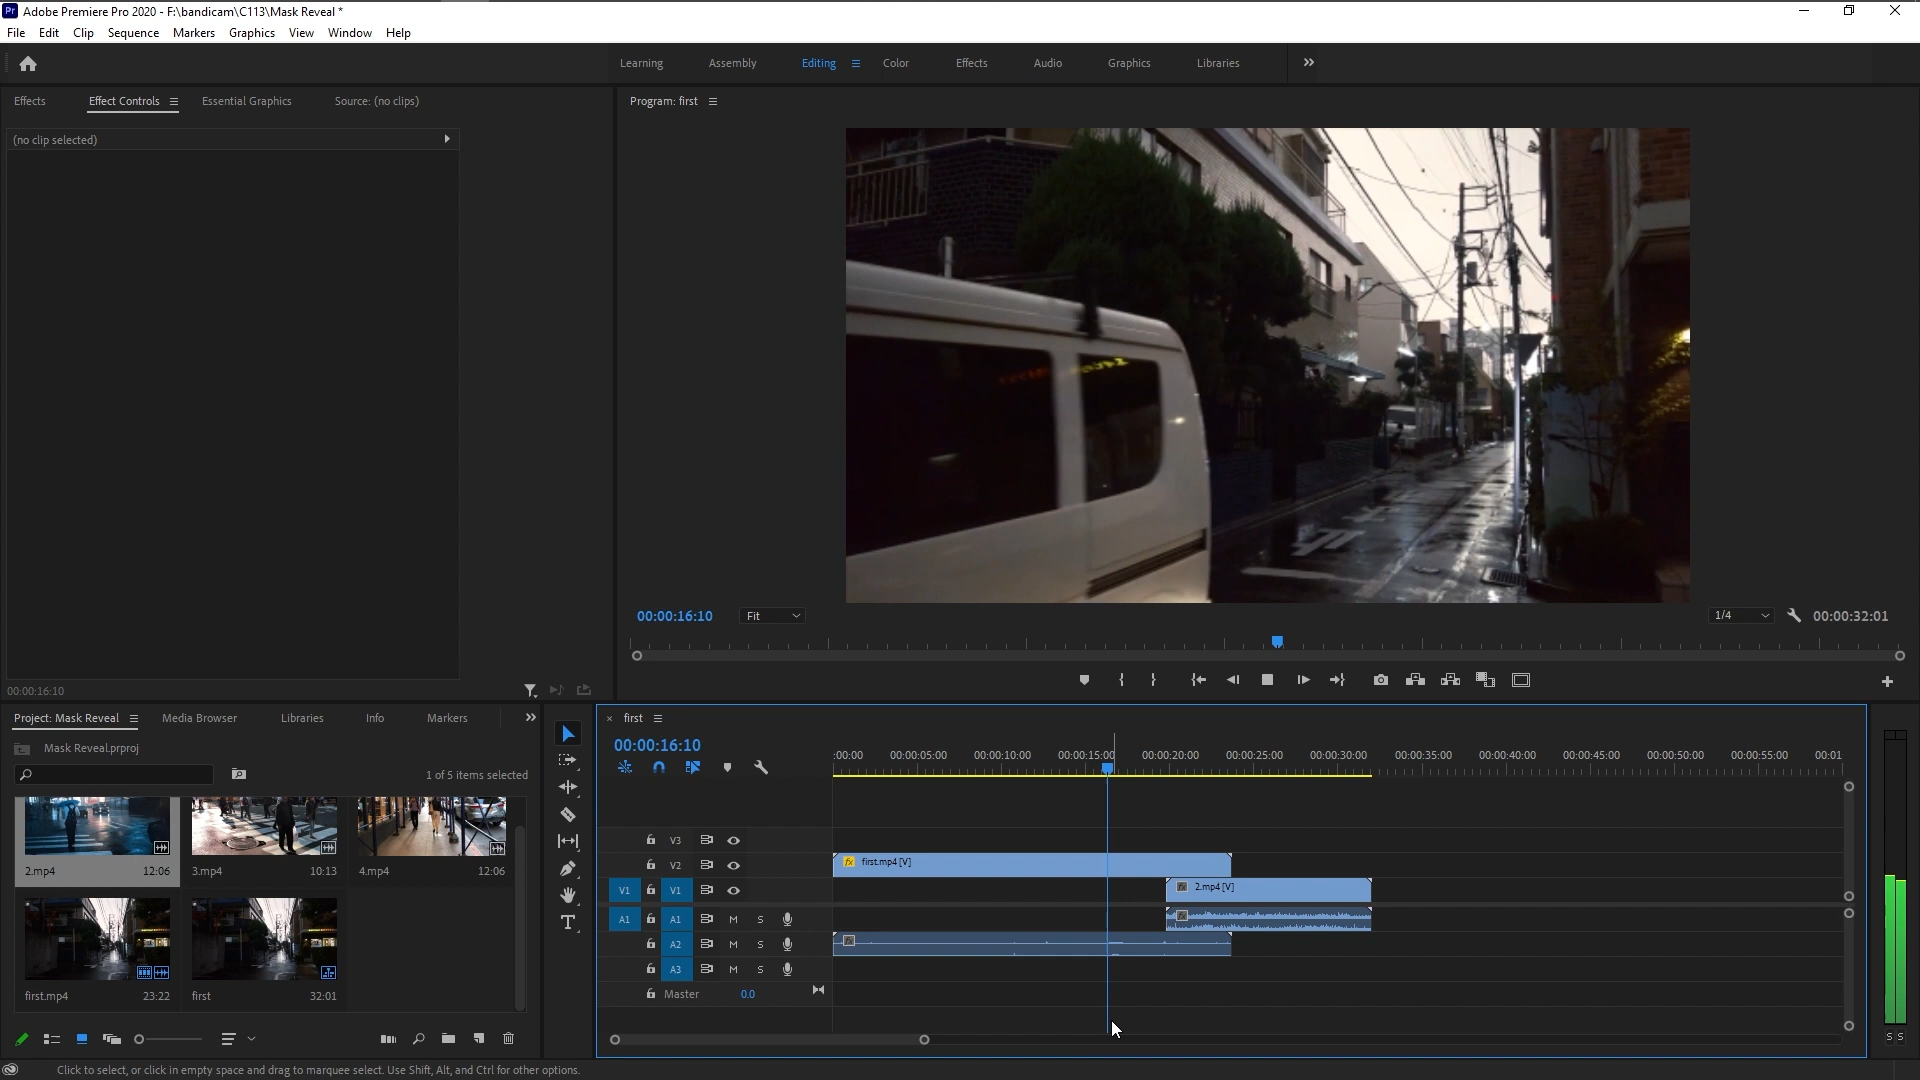 Pr Adobe Premiere Pro 2020 - F:\bandicam\C113\Mask Reveal *
File Edit Clip Sequence Markers Graphics View Window Help
Learning Assembly Editing Color Effects Audio Graphics Libraries
Effects Effect Controls Essential Graphics Source: (no clips)
Program: first
(no clip selected)
00:00:16:10 Fit 1/4 00:00:32:01
00:00:16:10
Project: Mask Reveal Media Browser Libraries Info Markers
Mask Reveal.prproj
1 of 5 items selected
2.mp4 12:06 3.mp4 10:13 4.mp4 12:06
first.mp4 23:22 first 32:01
first
00:00:16:10
:00:00 00:00:05:00 00:00:10:00 00:00:15:00 00:00:20:00 00:00:25:00 00:00:30:00 00:00:35:00 00:00:40:00 00:00:45:00 00:00:50:00 00:00:55:00 00:01
V3
V2 fx first.mp4 [V]
V1 V1 fx 2.mp4 [V]
A1 A1 M S fx
A2 M S fx
A3 M S
Master 0.0
S S
Click to select, or click in empty space and drag to marquee select. Use Shift, Alt, and Ctrl for other options.